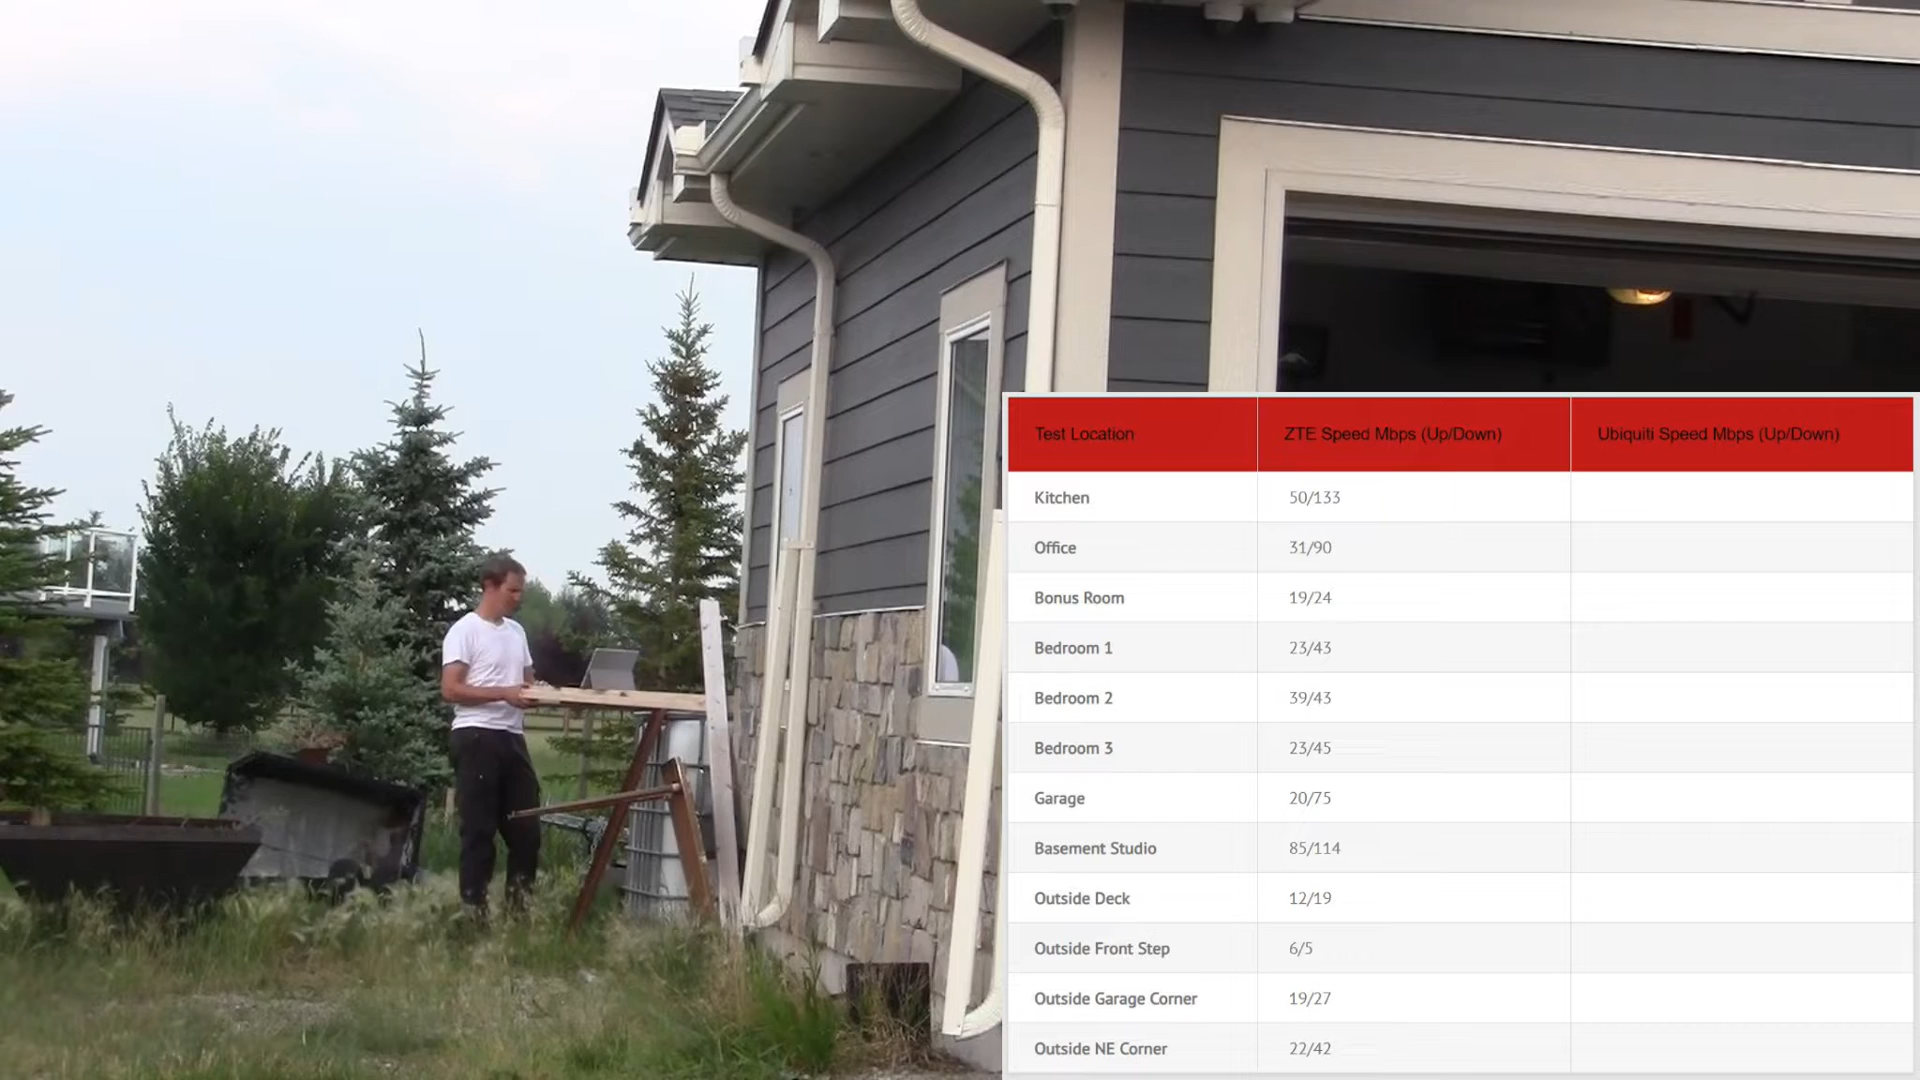 Test Location ZTE Speed Mbps (Up/Down) Ubiquiti Speed Mbps (Up/Down)
Kitchen 50/133
Office 31/90
Bonus Room 19/24
Bedroom 1 23/43
Bedroom 2 39/43
Bedroom 3 23/45
Garage 20/75
Basement Studio 85/114
Outside Deck 12/19
Outside Front Step 6/5
Outside Garage Corner 19/27
Outside NE Corner 22/42